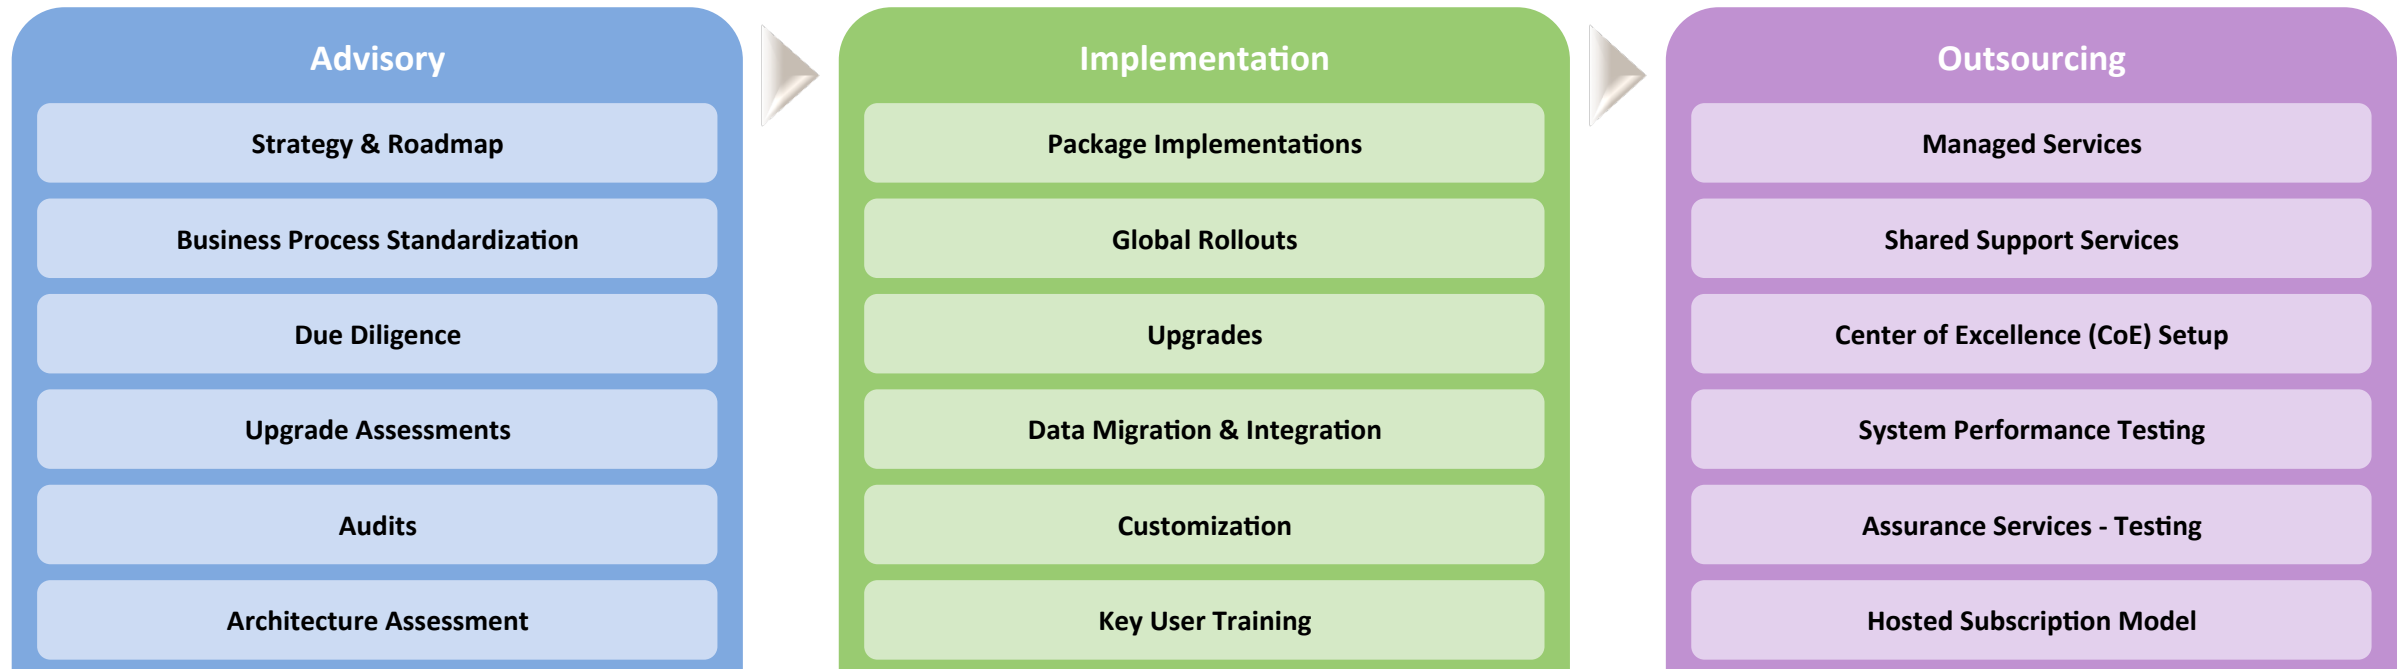 Advisory
Strategy & Roadmap
Business Process Standardization
Due Diligence
Upgrade Assessments
Audits
Architecture Assessment
Implementation
Package Implementations
Global Rollouts
Upgrades
Data Migration & Integration
Customization
Key User Training
Outsourcing
Managed Services
Shared Support Services
Center of Excellence (CoE) Setup
System Performance Testing
Assurance Services - Testing
Hosted Subscription Model